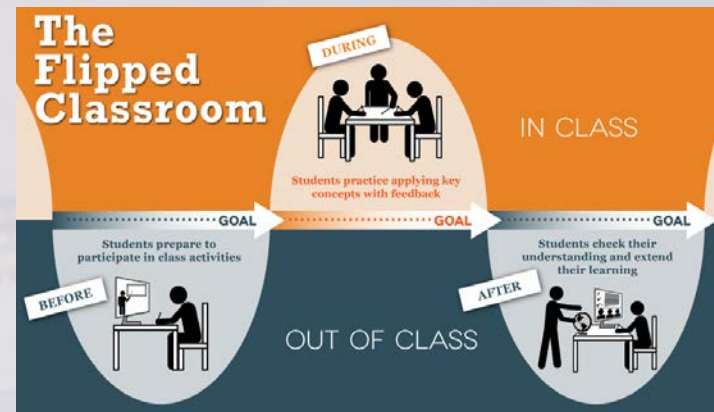 The
Flipped
Classroom
DURING
IN CLASS
Students practice applying key
concepts with feedback
GOAL
GOAL
GOAL
Students prepare to
participate in class activities
BEFORE
OUT OF CLASS
Students check their
understanding and extend
their learning
AFTER